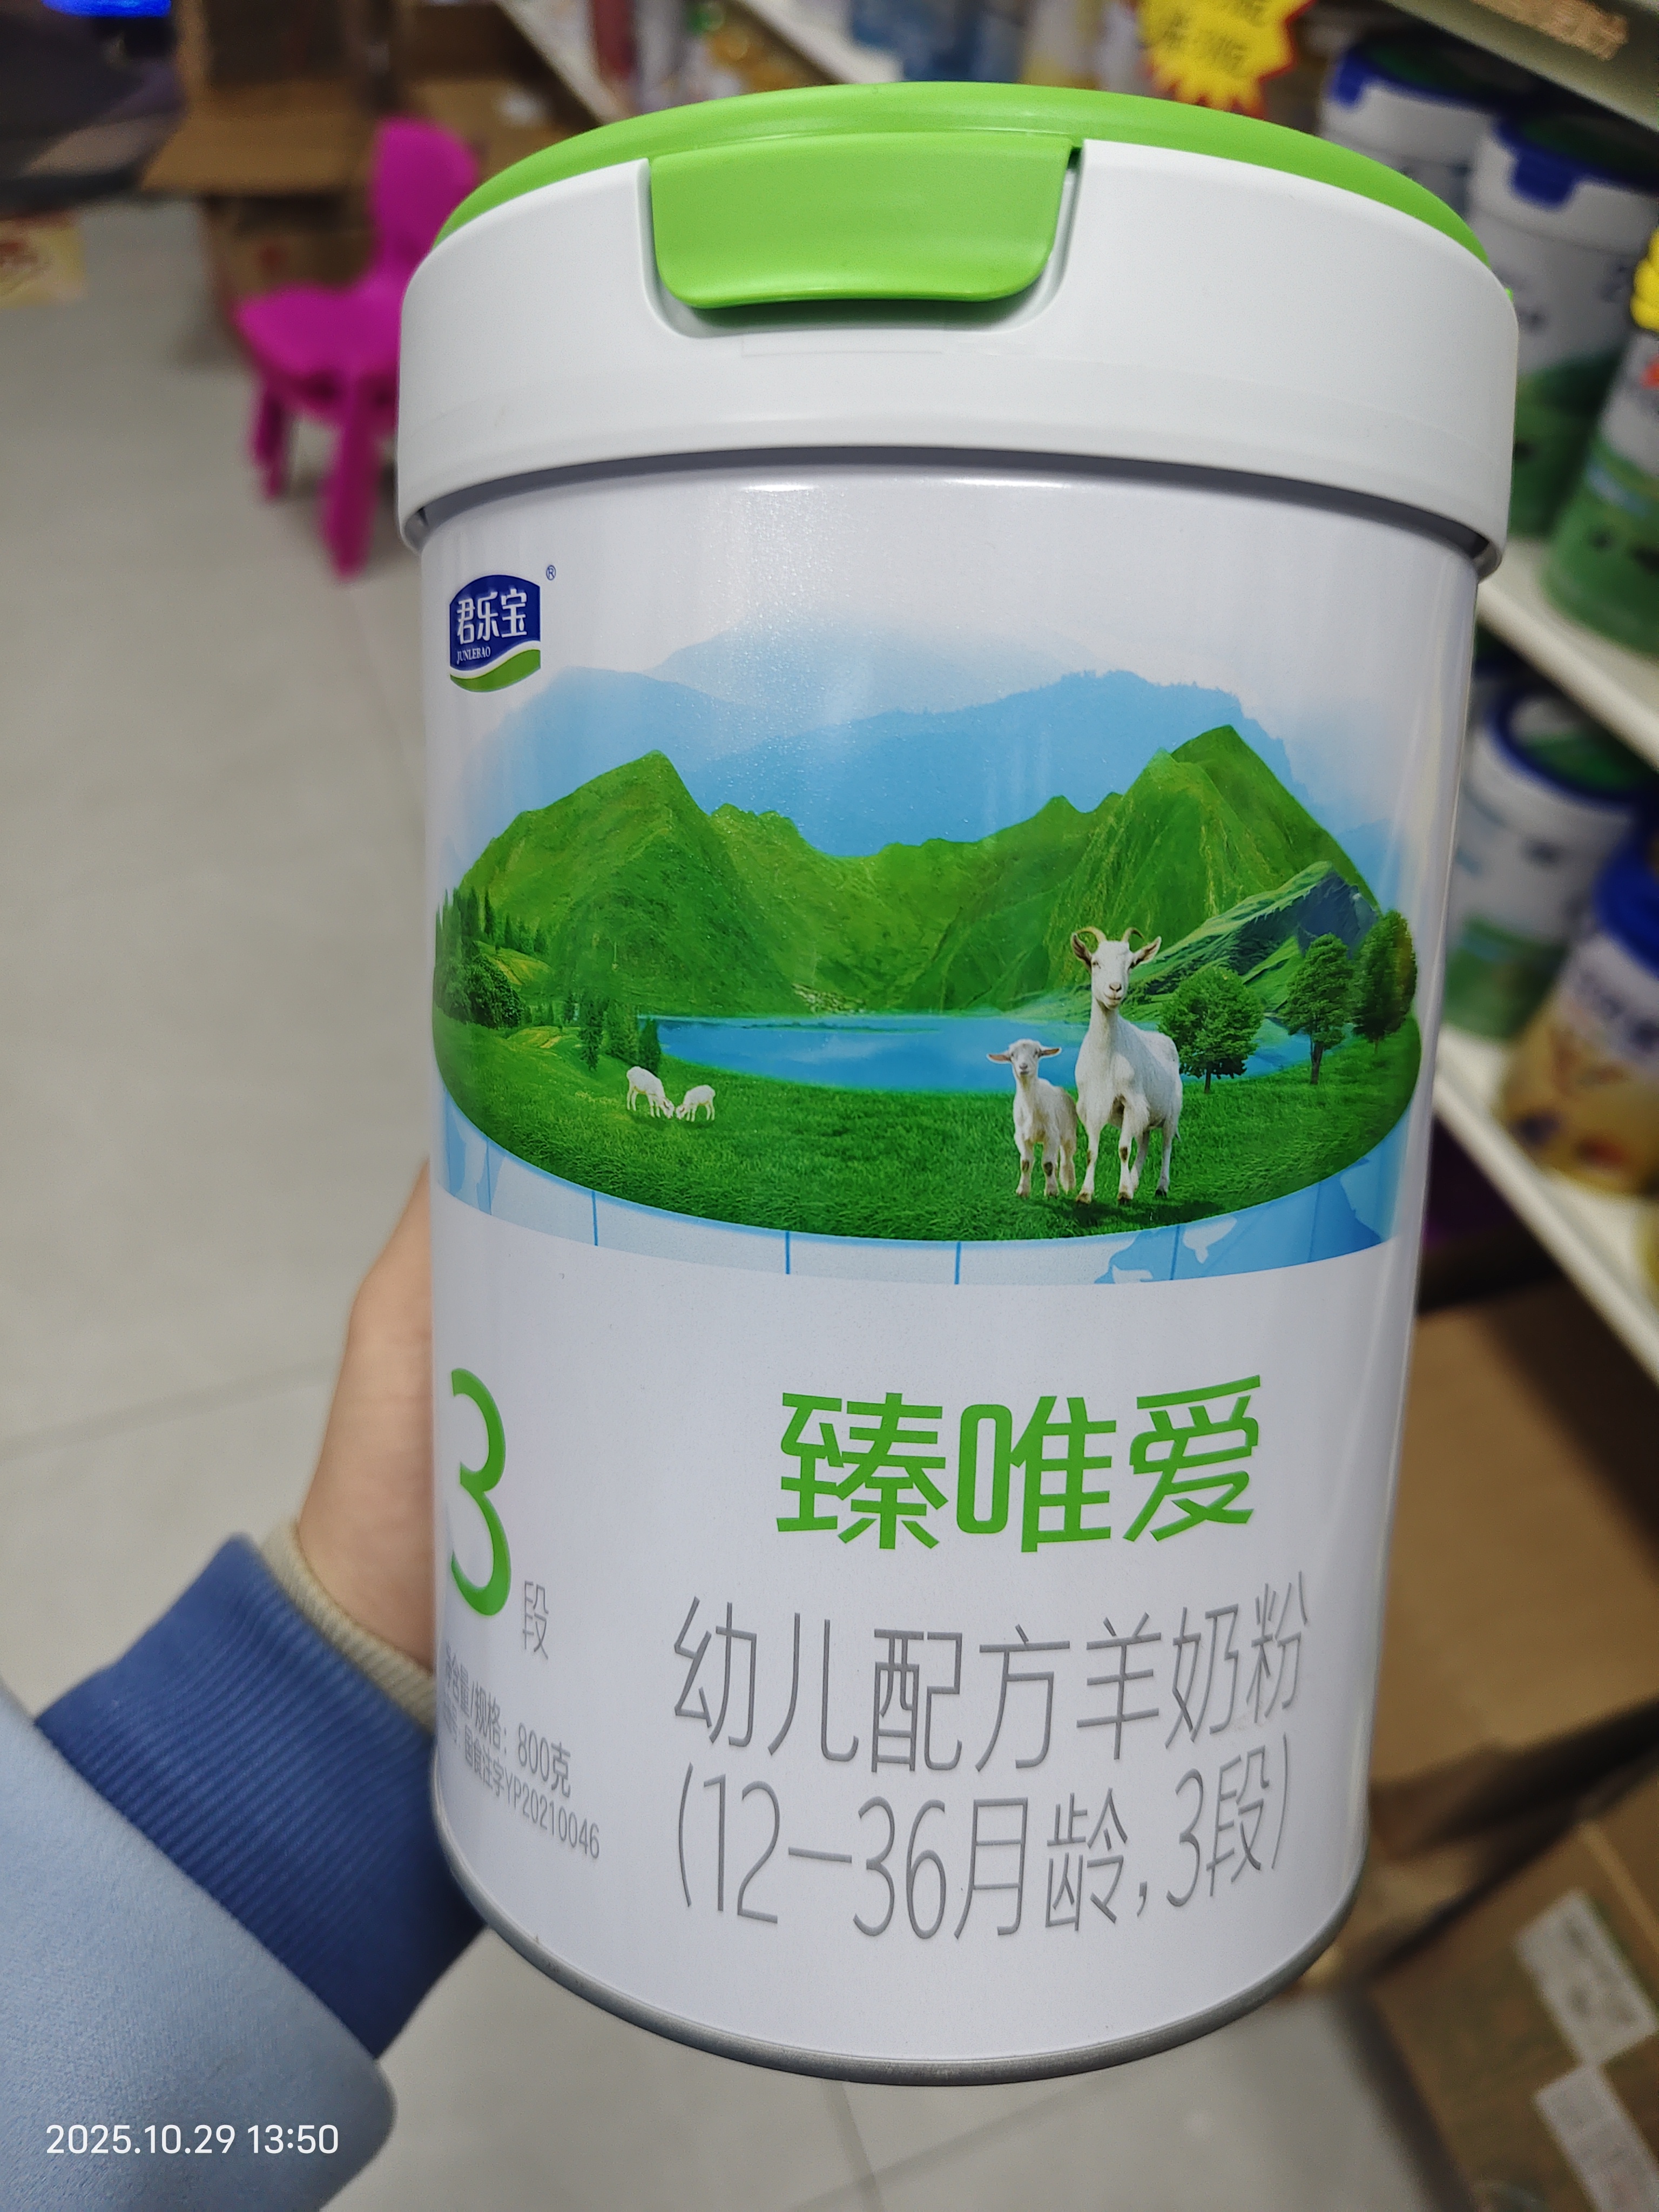 君乐宝
JUNLEBAO
®
3
段
臻唯爱
幼儿配方羊奶粉
(12-36月龄,3段)
净含量/规格：800克
国食注字YP20210046
2025.10.29 13:50